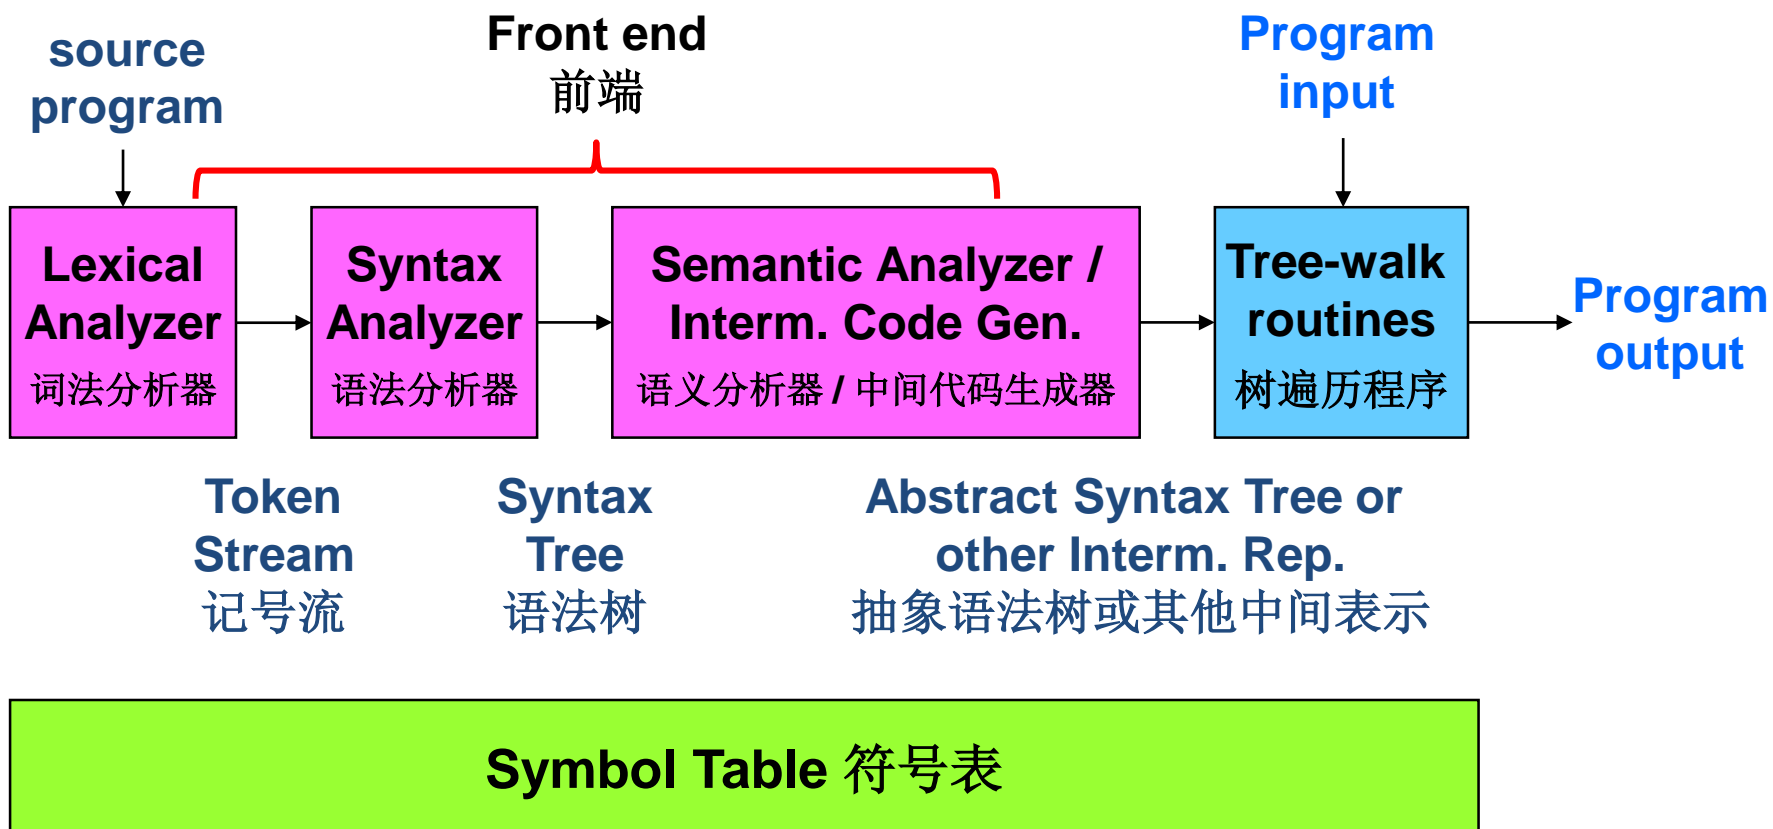 source
program
Front end
前端
Program
input
Lexical
Analyzer
词法分析器
Syntax
Analyzer
语法分析器
Semantic Analyzer /
Interm. Code Gen.
语义分析器 / 中间代码生成器
Tree-walk
routines
树遍历程序
Program
output
Token
Stream
记号流
Syntax
Tree
语法树
Abstract Syntax Tree or
other Interm. Rep.
抽象语法树或其他中间表示
Symbol Table 符号表